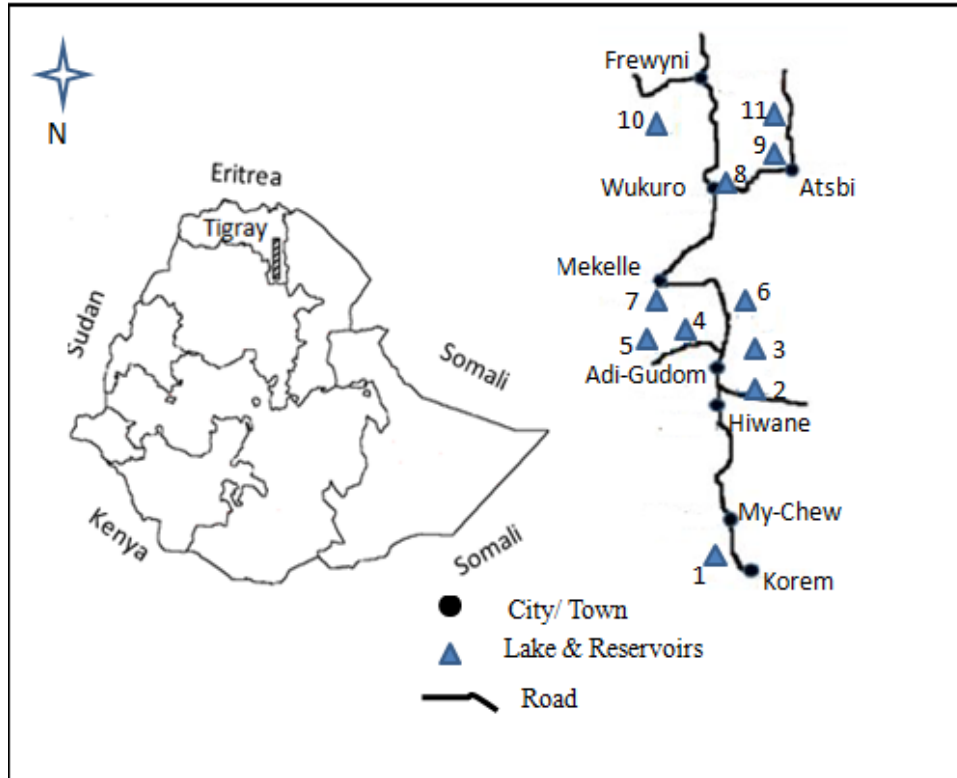 N
Eritrea
Tigray
Sudan
Somali
Somali
Kenya
Frewyni
10
11
9
8
Wukuro
Atsbi
Mekelle
7
6
4
5
3
Adi-Gudom
2
Hiwane
My-Chew
1
Korem
City/ Town
Lake & Reservoirs
Road